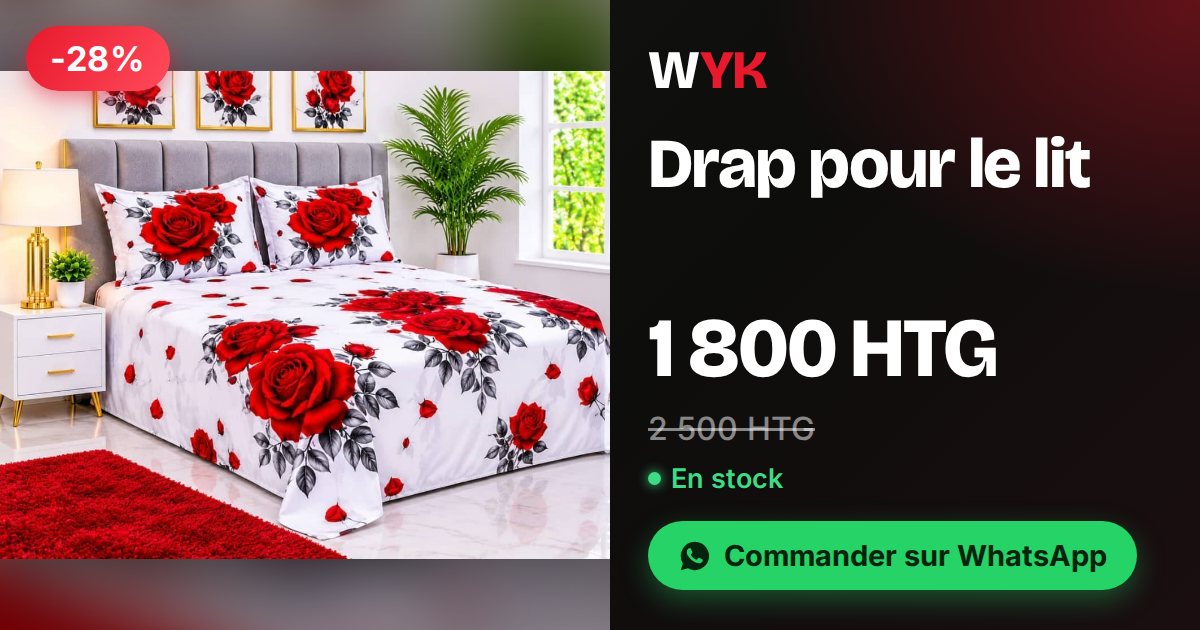 -28%
WYK
Drap pour le lit
1 800 HTG
2 500 HTG
En stock
Commander sur WhatsApp